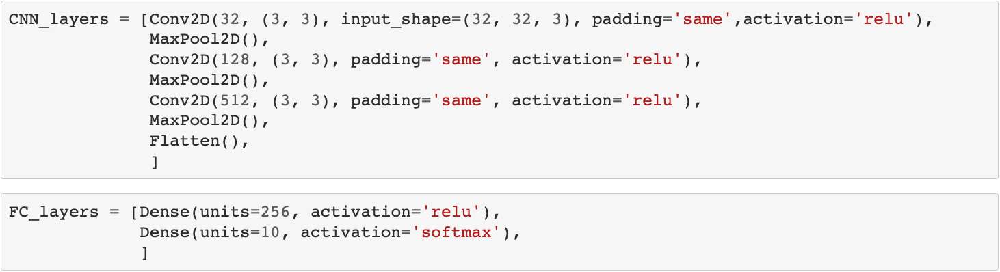 CNN_layers = [Conv2D(32, (3, 3), input_shape=(32, 32, 3), padding='same',activation='relu'),
              MaxPool2D(),
              Conv2D(128, (3, 3), padding='same', activation='relu'),
              MaxPool2D(),
              Conv2D(512, (3, 3), padding='same', activation='relu'),
              MaxPool2D(),
              Flatten(),
              ]
FC_layers = [Dense(units=256, activation='relu'),
             Dense(units=10, activation='softmax'),
             ]